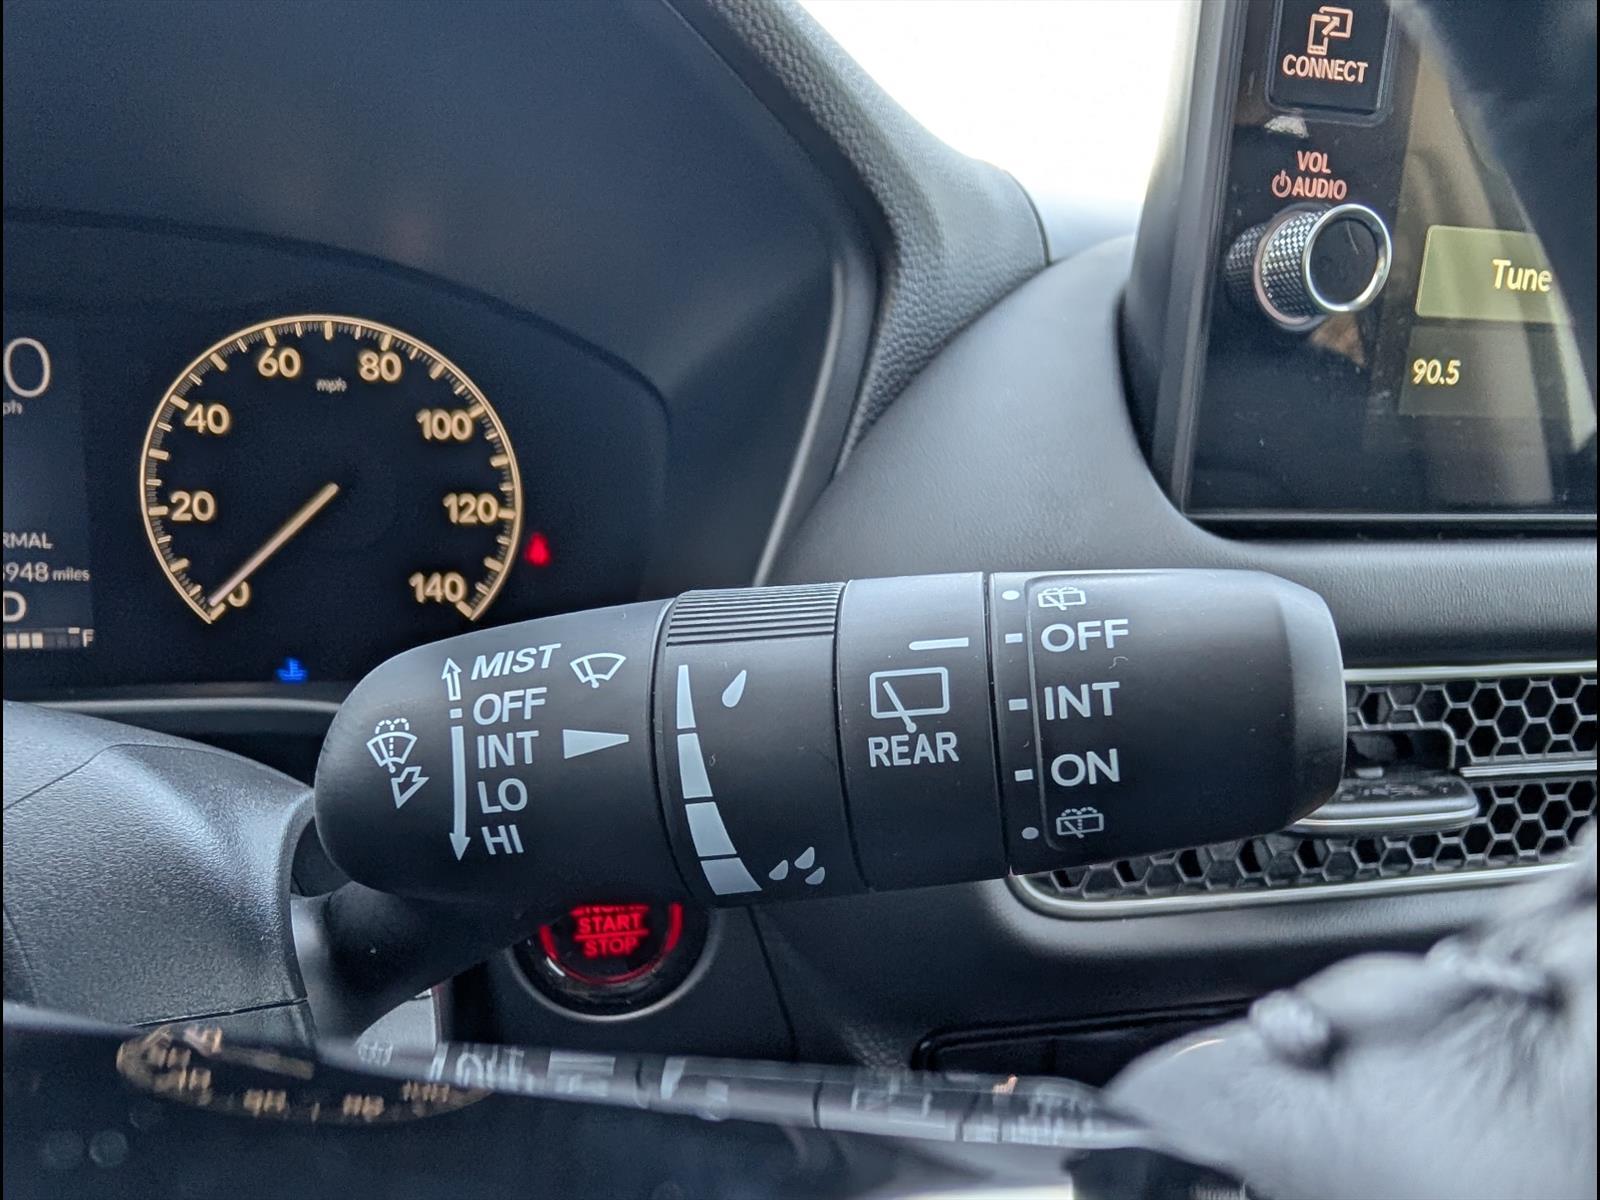 CONNECT
VOL
AUDIO
Tune
90.5
0
60
80
mph
40
100
20
120
0
140
948 miles
D
F
MIST
OFF
INT
LO
HI
REAR
OFF
INT
ON
START
STOP